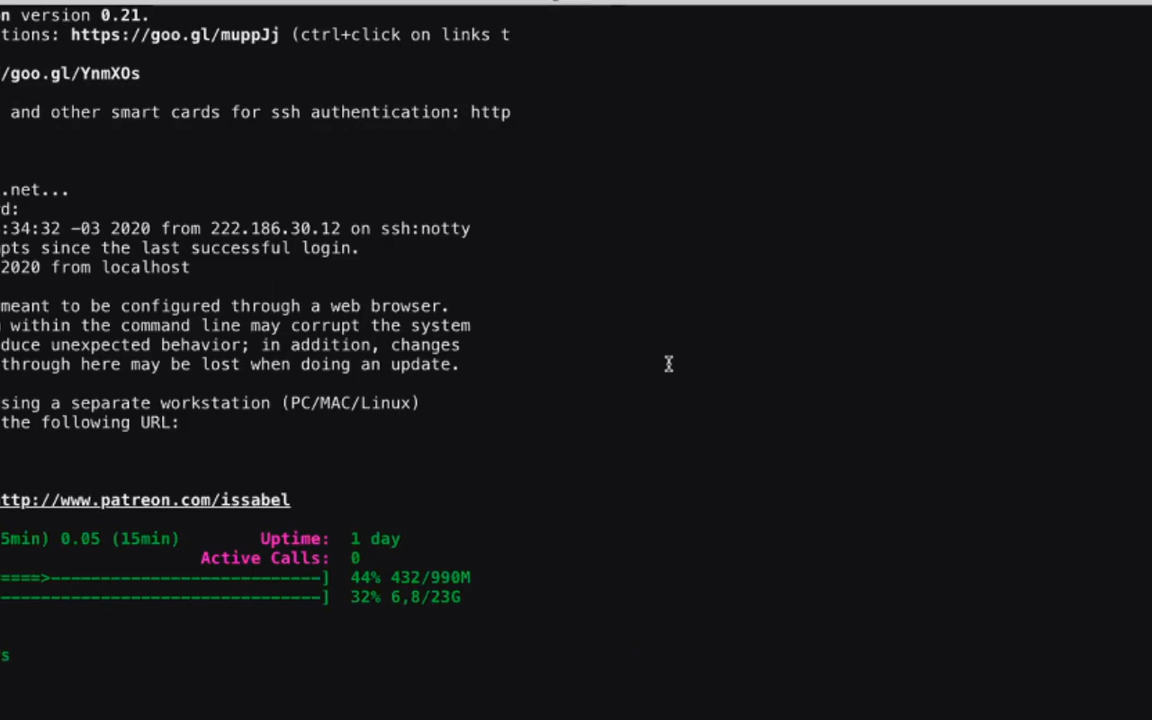 n version 0.21.
tions: https://goo.gl/muppJj (ctrl+click on links t
/goo.gl/YnmXOs
and other smart cards for ssh authentication: http
.net...
d:
:34:32 -03 2020 from 222.186.30.12 on ssh:notty
pts since the last successful login.
2020 from localhost
meant to be configured through a web browser.
within the command line may corrupt the system
duce unexpected behavior; in addition, changes
through here may be lost when doing an update.
sing a separate workstation (PC/MAC/Linux)
the following URL:
ttp://www.patreon.com/issabel
5min) 0.05 (15min) Uptime: 1 day
Active Calls: 0
====>---------------------------] 44% 432/990M
--------------------------------] 32% 6,8/23G
s